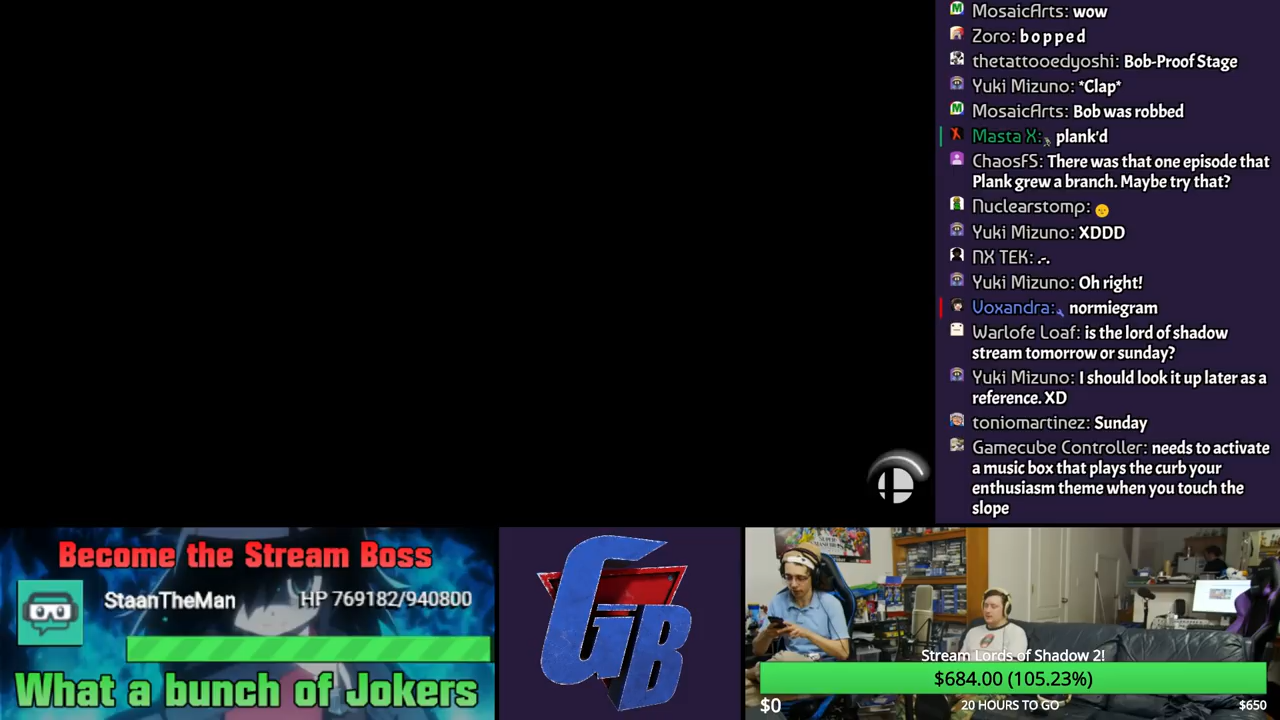 MosaicArts: wow
Zoro: b o p p e d
thetattooedyoshi: Bob-Proof Stage
Yuki Mizuno: *Clap*
MosaicArts: Bob was robbed
Masta X: plank'd
ChaosFS: There was that one episode that
Plank grew a branch. Maybe try that?
Nuclearstomp:
Yuki Mizuno: XDDD
NX TEK: .-.
Yuki Mizuno: Oh right!
Voxandra: normiegram
Warlofe Loaf: is the lord of shadow
stream tomorrow or sunday?
Yuki Mizuno: I should look it up later as a
reference. XD
toniomartinez: Sunday
Gamecube Controller: needs to activate
a music box that plays the curb your
enthusiasm theme when you touch the
slope
Become the Stream Boss
StaanTheMan HP 769182/940800
What a bunch of Jokers
GB
Stream Lords of Shadow 2!
$684.00 (105.23%)
$0 20 HOURS TO GO $650